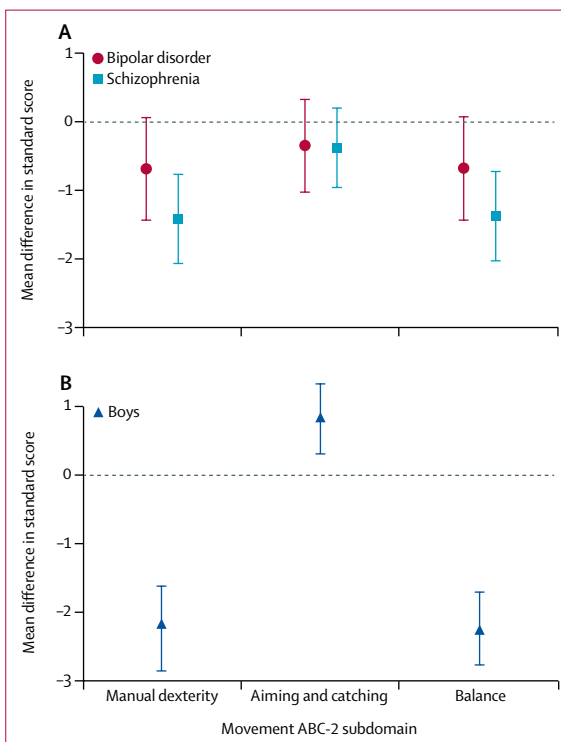 A
Bipolar disorder
Schizophrenia
1
0
–1
–2
–3
Mean difference in standard score
B
Boys
1
0
–1
–2
–3
Mean difference in standard score
Manual dexterity
Aiming and catching
Balance
Movement ABC-2 subdomain